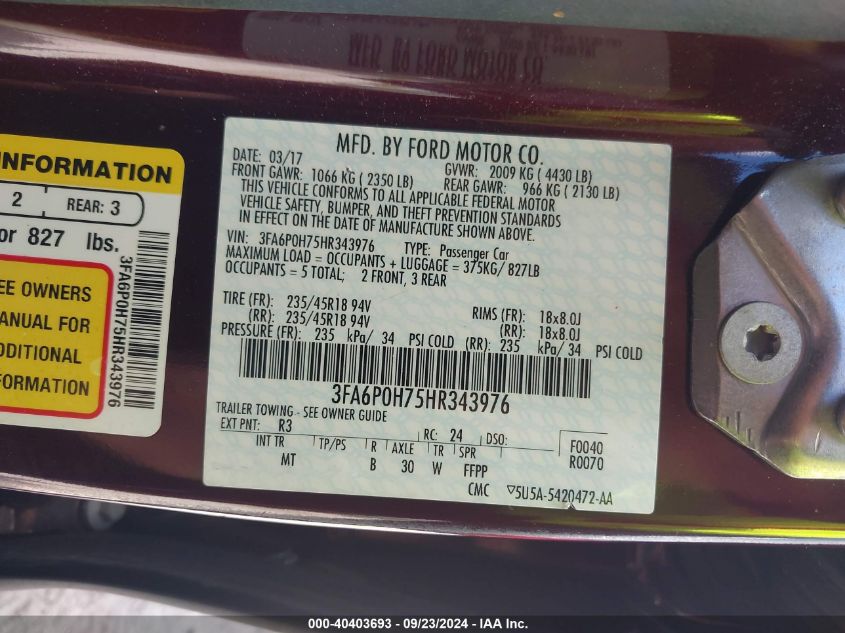 INFORMATION
2 REAR: 3
or 827 lbs.
EE OWNERS
ANUAL FOR
DDITIONAL
FORMATION
3FA6P0H75HR343976
MFD. BY FORD MOTOR CO.
DATE: 03/17 GVWR: 2009 KG ( 4430 LB)
FRONT GAWR: 1066 KG ( 2350 LB) REAR GAWR: 966 KG ( 2130 LB)
THIS VEHICLE CONFORMS TO ALL APPLICABLE FEDERAL MOTOR
VEHICLE SAFETY, BUMPER, AND THEFT PREVENTION STANDARDS
IN EFFECT ON THE DATE OF MANUFACTURE SHOWN ABOVE.
VIN: 3FA6P0H75HR343976 TYPE: Passenger Car
MAXIMUM LOAD = OCCUPANTS + LUGGAGE = 375KG/ 827LB
OCCUPANTS = 5 TOTAL; 2 FRONT, 3 REAR
TIRE (FR): 235/45R18 94V RIMS (FR): 18x8.0J
(RR): 235/45R18 94V (RR): 18x8.0J
PRESSURE (FR): 235 kPa/ 34 PSI COLD (RR): 235 kPa/ 34 PSI COLD
3FA6P0H75HR343976
TRAILER TOWING - SEE OWNER GUIDE
EXT PNT: R3 RC: 24 DSO: F0040
R0070
INT TR TP/PS R AXLE TR SPR
MT B 30 W FFPP
CMC ▽5U5A-5420472-AA
000-40403693 - 09/23/2024 - IAA Inc.